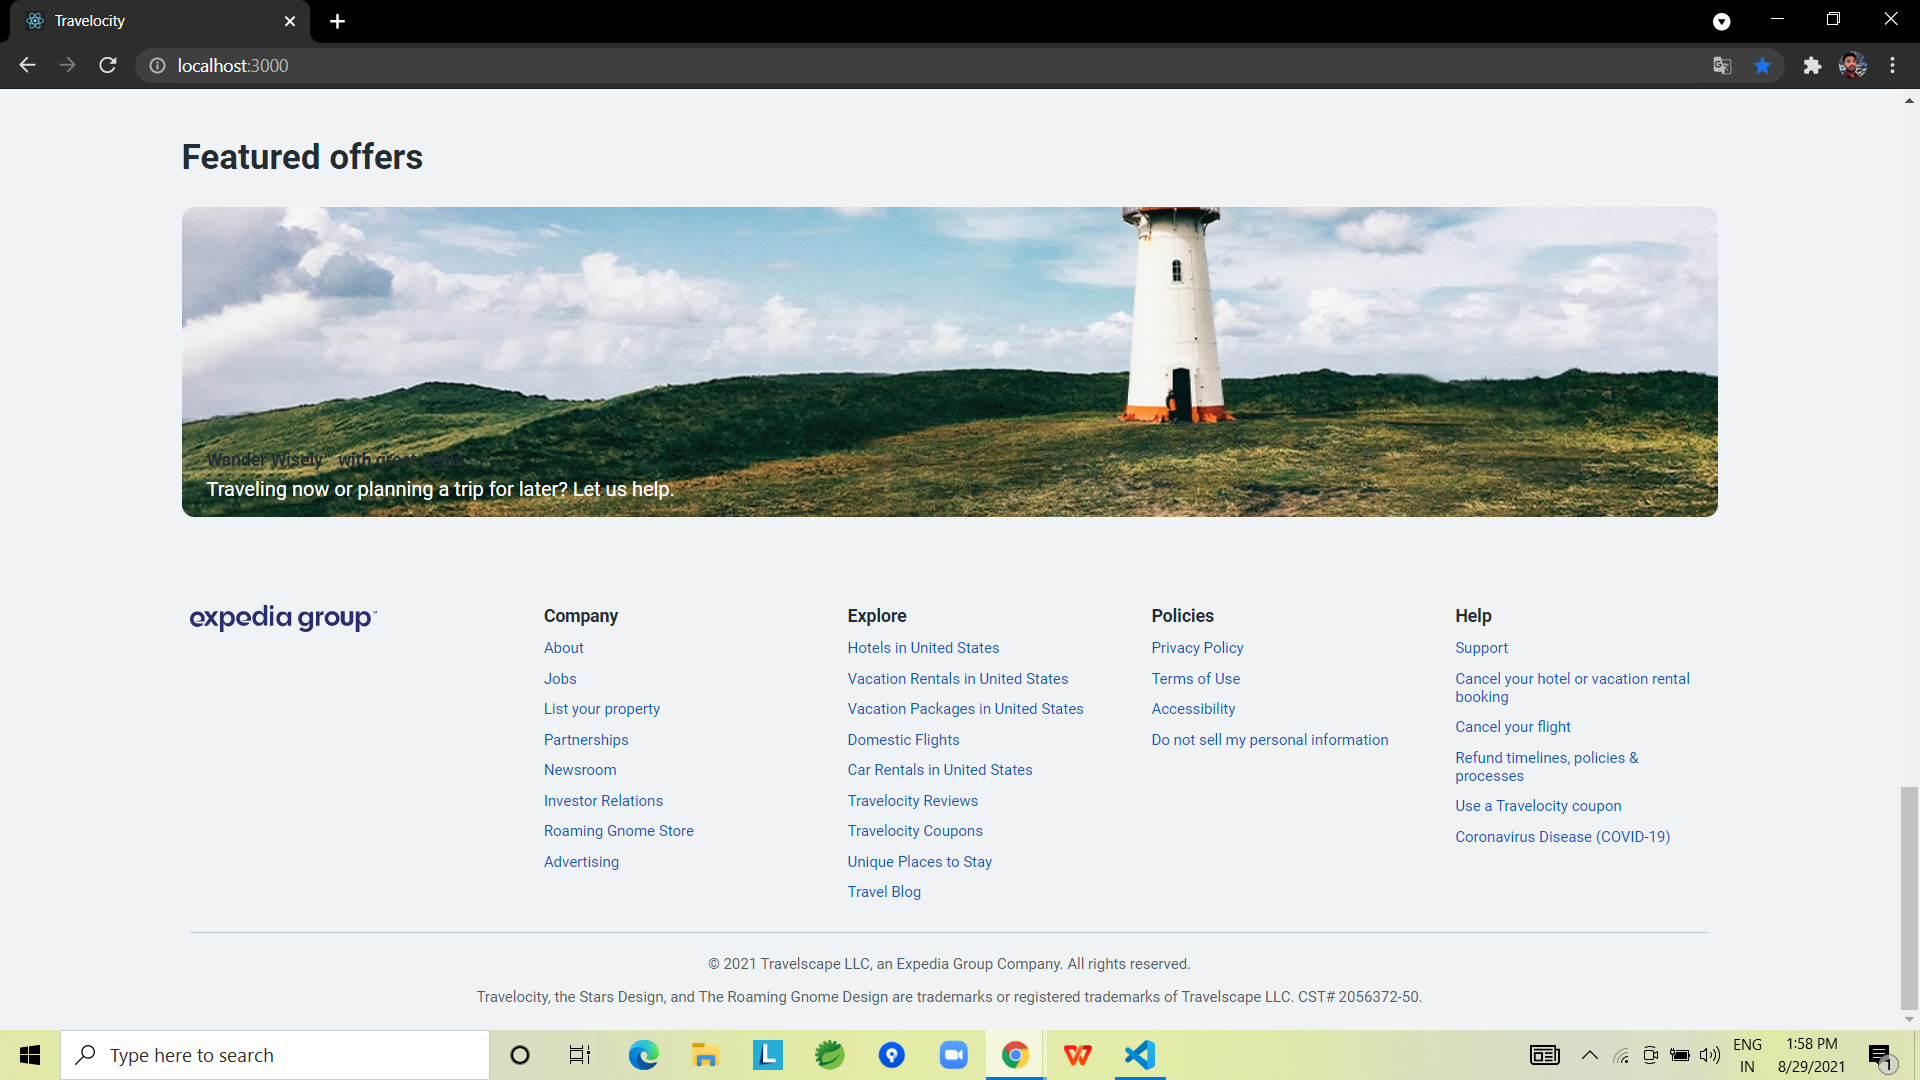 Travelocity
localhost:3000
Featured offers
Wander Wisely™ with great
Traveling now or planning a trip for later? Let us help.
expedia group™
Company
About
Jobs
List your property
Partnerships
Newsroom
Investor Relations
Roaming Gnome Store
Advertising
Explore
Hotels in United States
Vacation Rentals in United States
Vacation Packages in United States
Domestic Flights
Car Rentals in United States
Travelocity Reviews
Travelocity Coupons
Unique Places to Stay
Travel Blog
Policies
Privacy Policy
Terms of Use
Accessibility
Do not sell my personal information
Help
Support
Cancel your hotel or vacation rental
booking
Cancel your flight
Refund timelines, policies &
processes
Use a Travelocity coupon
Coronavirus Disease (COVID-19)
© 2021 Travelscape LLC, an Expedia Group Company. All rights reserved.
Travelocity, the Stars Design, and The Roaming Gnome Design are trademarks or registered trademarks of Travelscape LLC. CST# 2056372-50.
Type here to search
L
W
ENG
IN
1:58 PM
8/29/2021
1